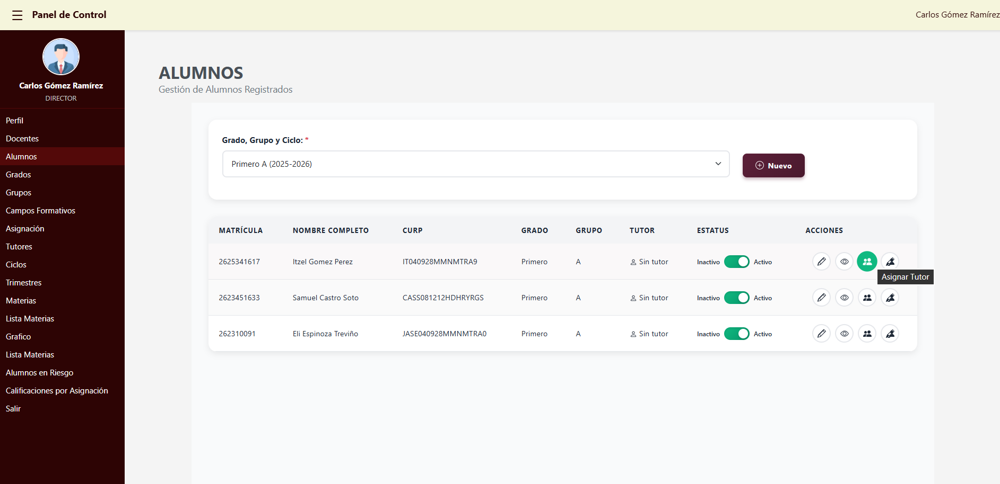 Panel de Control
Carlos Gómez Ramírez
Carlos Gómez Ramírez
DIRECTOR
Perfil
Docentes
Alumnos
Grados
Grupos
Campos Formativos
Asignación
Tutores
Ciclos
Trimestres
Materias
Lista Materias
Grafico
Lista Materias
Alumnos en Riesgo
Calificaciones por Asignación
Salir
ALUMNOS
Gestión de Alumnos Registrados
Grado, Grupo y Ciclo: *
Primero A (2025-2026)
Nuevo
MATRÍCULA NOMBRE COMPLETO CURP GRADO GRUPO TUTOR ESTATUS ACCIONES
2625341617 Itzel Gomez Perez IT040928MMNMTRA9 Primero A Sin tutor Inactivo Activo
Asignar Tutor
2623451633 Samuel Castro Soto CASS081212HDHRYRGS Primero A Sin tutor Inactivo Activo
262310091 Eli Espinoza Treviño JASE040928MMNMTRA0 Primero A Sin tutor Inactivo Activo